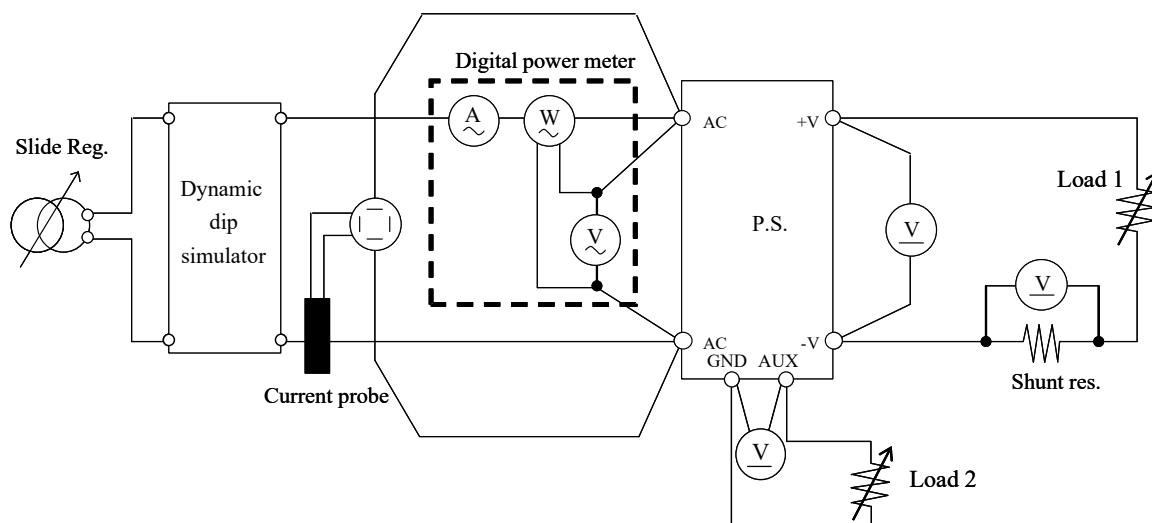 Digital power meter
A
W
AC
+V
Slide Reg.
Dynamic
dip
simulator
V
P.S.
V
Load 1
V
AC
-V
GND
AUX
Current probe
Shunt res.
V
Load 2